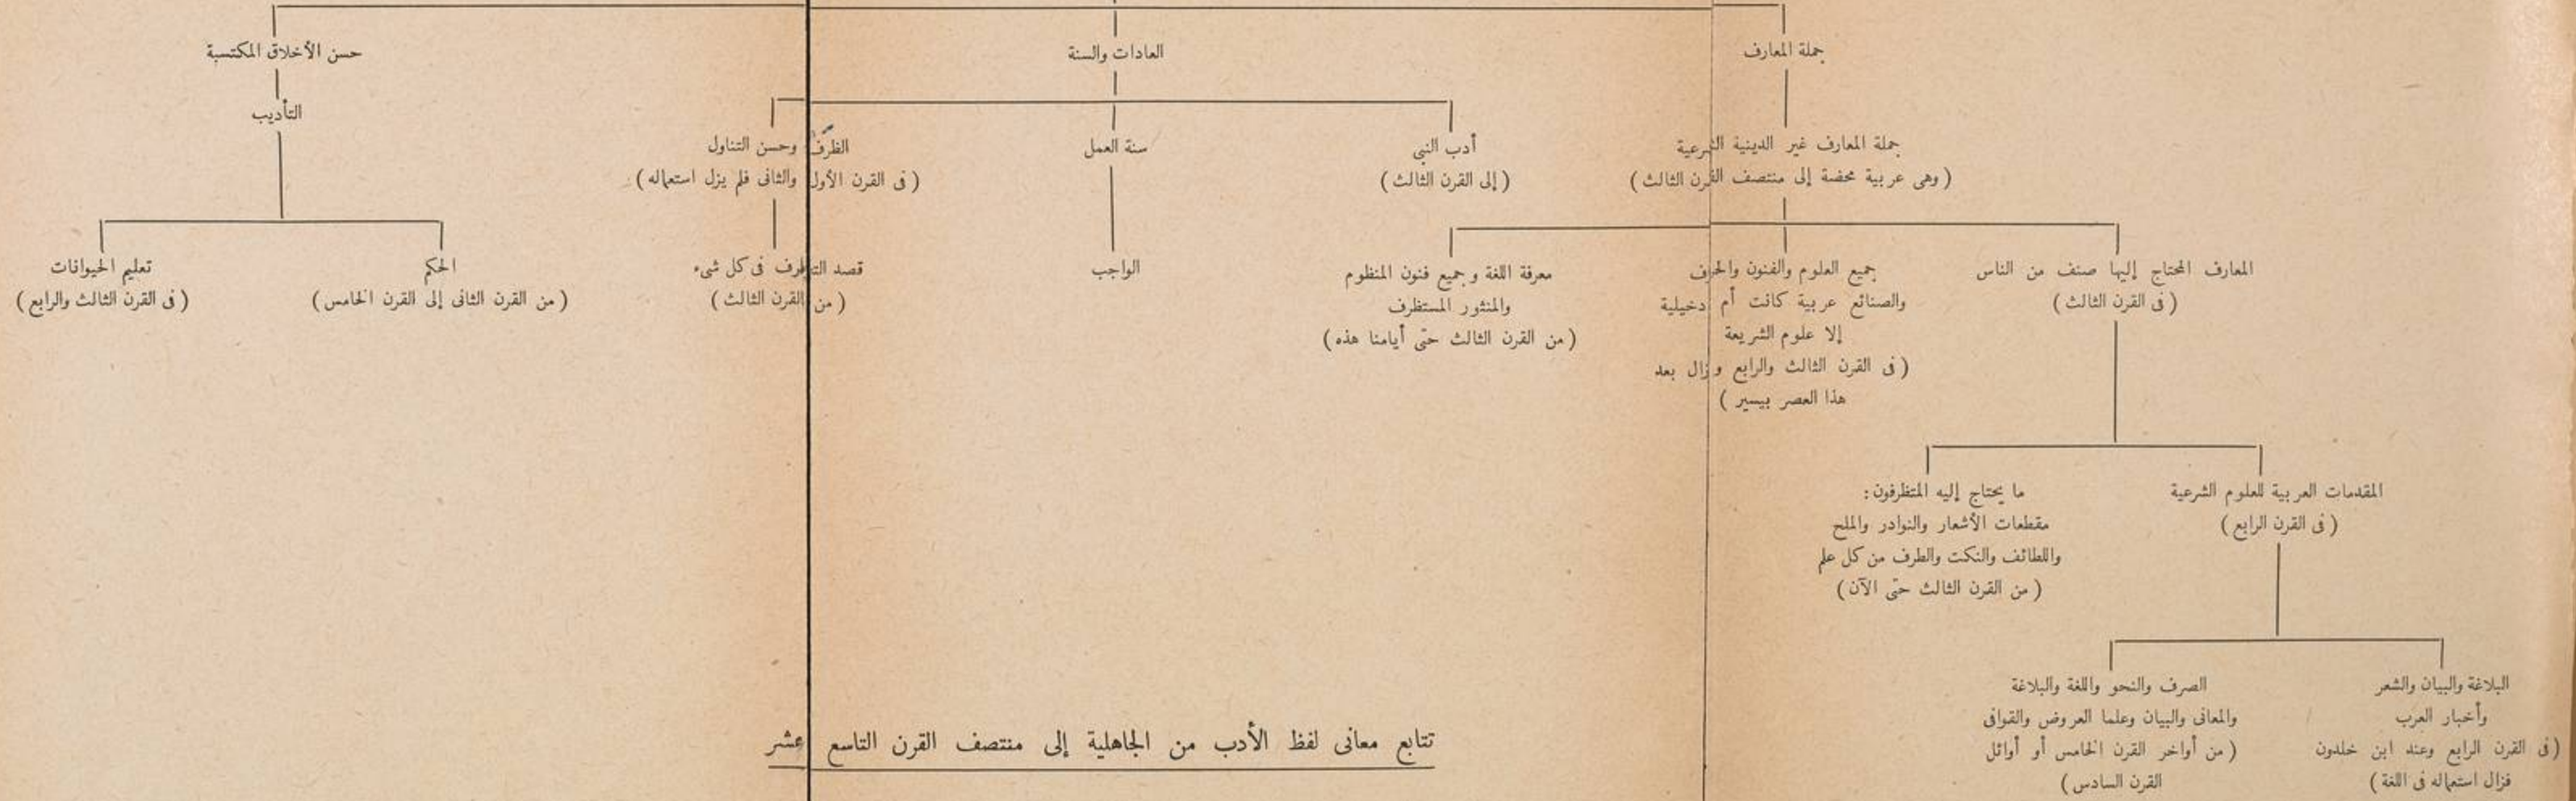 جملة المعارف
العادات والسنة
حسن الأخلاق المكتسبة
التأديب
جملة المعارف غير الدينية الشرعية
( وهى عربية محضة إلى منتصف القرن الثالث )
أدب النبى
( إلى القرن الثالث )
سنة العمل
الظرف وحسن التناول
( فى القرن الأول والثانى فلم يزل استعماله )
المعارف المحتاج إليها صنف من الناس
( فى القرن الثالث )
جميع العلوم والفنون والحرف
والصنائع عربية كانت أم دخيلية
إلا علوم الشريعة
( فى القرن الثالث والرابع وزال بعد
هذا العصر بيسير )
معرفة اللغة وجميع فنون المنظوم
والمنثور المستظرف
( من القرن الثالث حتى أيامنا هذه )
الواجب
قصد التظرف فى كل شىء
( من القرن الثالث )
الحكم
( من القرن الثانى إلى القرن الخامس )
تعليم الحيوانات
( فى القرن الثالث والرابع )
المقدمات العربية للعلوم الشرعية
( فى القرن الرابع )
ما يحتاج إليه المتظرفون :
مقطعات الأشعار والنوادر والملح
واللطائف والنكت والطرف من كل علم
( من القرن الثالث حتى الآن )
البلاغة والبيان والشعر
وأخبار العرب
( فى القرن الرابع وعند ابن خلدون
فزال استعماله فى اللغة )
الصرف والنحو واللغة والبلاغة
والمعانى والبيان وعلما العروض والقوافى
( من أواخر القرن الخامس أو أوائل
القرن السادس )
تتابع معانى لفظ الأدب من الجاهلية إلى منتصف القرن التاسع عشر